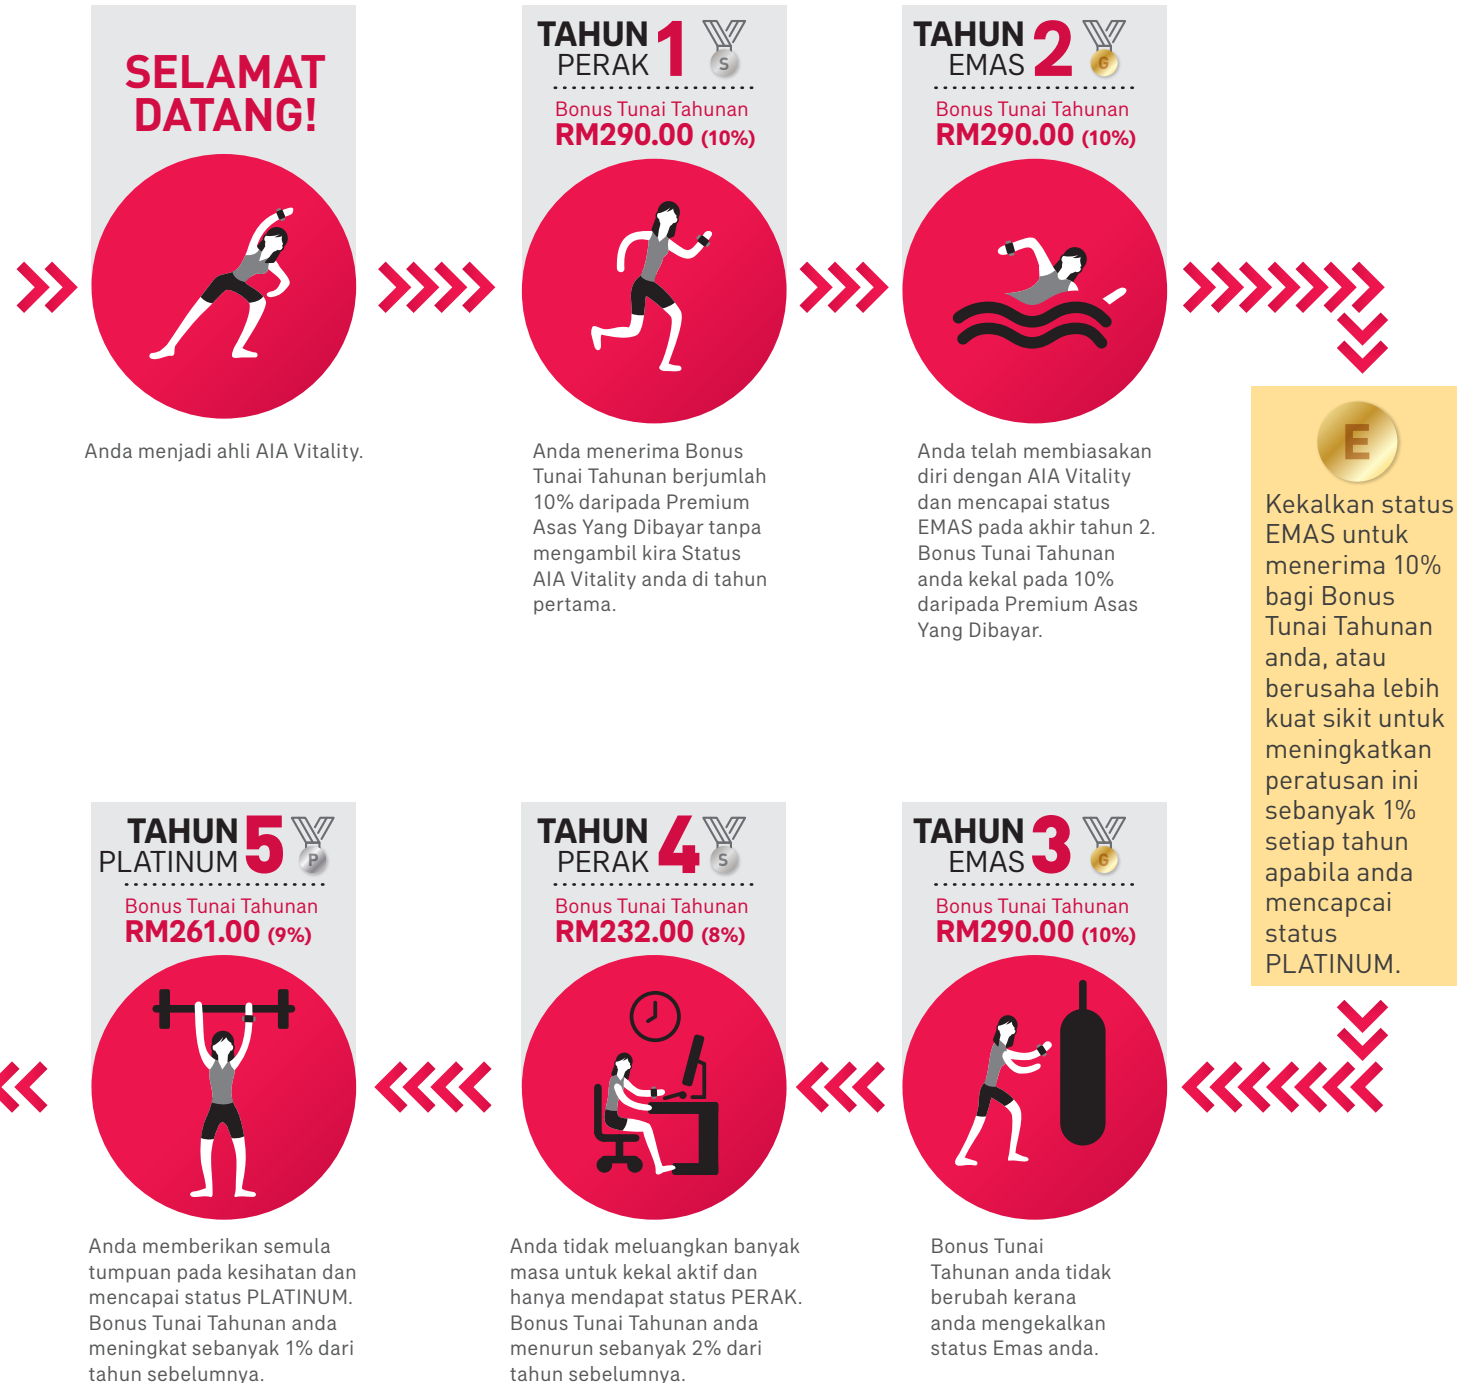 SELAMAT
DATANG!
Anda menjadi ahli AIA Vitality.
TAHUN 1
PERAK
S
Bonus Tunai Tahunan
RM290.00 (10%)
Anda menerima Bonus
Tunai Tahunan berjumlah
10% daripada Premium
Asas Yang Dibayar tanpa
mengambil kira Status
AIA Vitality anda di tahun
pertama.
TAHUN 2
EMAS
G
Bonus Tunai Tahunan
RM290.00 (10%)
Anda telah membiasakan
diri dengan AIA Vitality
dan mencapai status
EMAS pada akhir tahun 2.
Bonus Tunai Tahunan
anda kekal pada 10%
daripada Premium Asas
Yang Dibayar.
E
Kekalkan status
EMAS untuk
menerima 10%
bagi Bonus
Tunai Tahunan
anda, atau
berusaha lebih
kuat sikit untuk
meningkatkan
peratusan ini
sebanyak 1%
setiap tahun
apabila anda
mencapcai
status
PLATINUM.
TAHUN 3
EMAS
G
Bonus Tunai Tahunan
RM290.00 (10%)
Bonus Tunai
Tahunan anda tidak
berubah kerana
anda mengekalkan
status Emas anda.
TAHUN 4
PERAK
S
Bonus Tunai Tahunan
RM232.00 (8%)
Anda tidak meluangkan banyak
masa untuk kekal aktif dan
hanya mendapat status PERAK.
Bonus Tunai Tahunan anda
menurun sebanyak 2% dari
tahun sebelumnya.
TAHUN 5
PLATINUM
P
Bonus Tunai Tahunan
RM261.00 (9%)
Anda memberikan semula
tumpuan pada kesihatan dan
mencapai status PLATINUM.
Bonus Tunai Tahunan anda
meningkat sebanyak 1% dari
tahun sebelumnya.